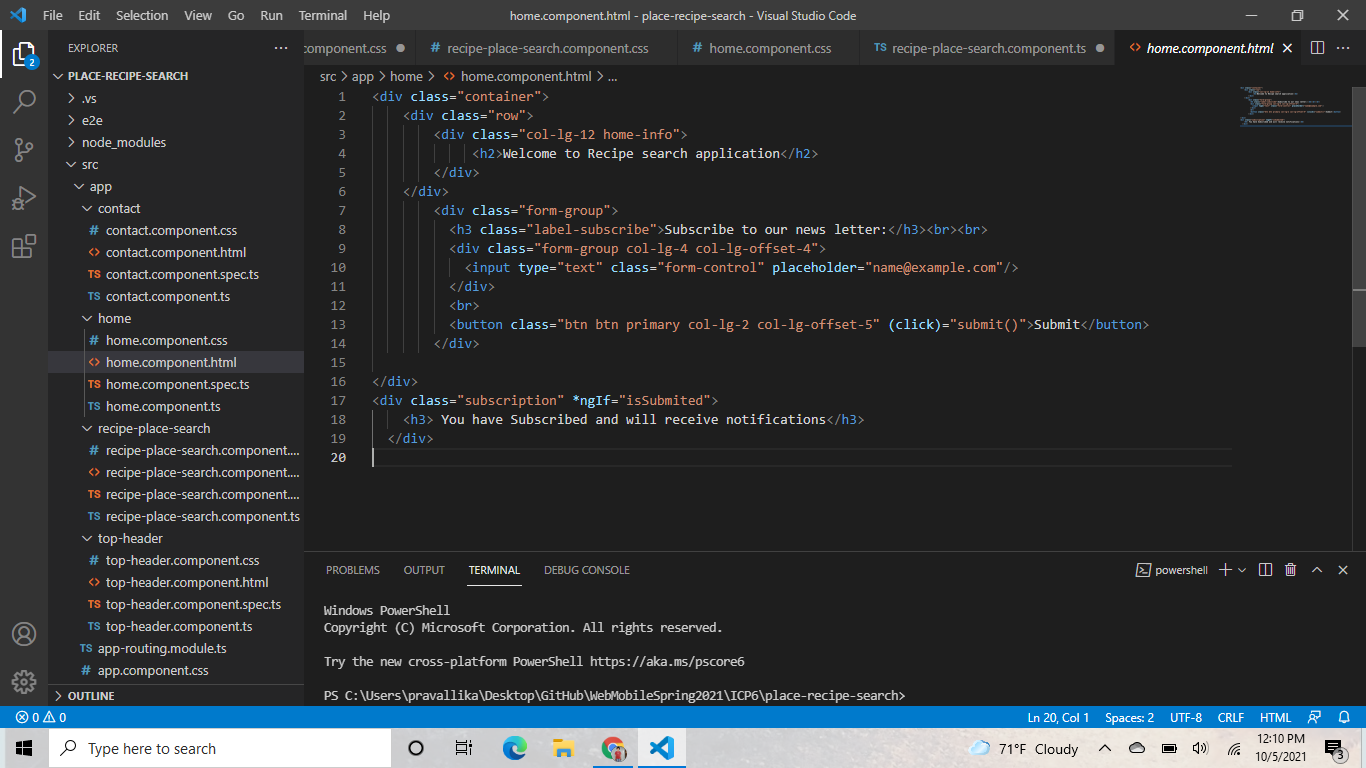 File Edit Selection View Go Run Terminal Help home.component.html - place-recipe-search - Visual Studio Code
EXPLORER
component.css recipe-place-search.component.css home.component.css TS recipe-place-search.component.ts home.component.html
PLACE-RECIPE-SEARCH
.vs
e2e
node_modules
src
app
contact
contact.component.css
contact.component.html
TS contact.component.spec.ts
TS contact.component.ts
home
home.component.css
home.component.html
TS home.component.spec.ts
TS home.component.ts
recipe-place-search
recipe-place-search.component....
recipe-place-search.component....
TS recipe-place-search.component....
TS recipe-place-search.component.ts
top-header
top-header.component.css
top-header.component.html
TS top-header.component.spec.ts
TS top-header.component.ts
TS app-routing.module.ts
app.component.css
OUTLINE
2
src > app > home > home.component.html > ...
1 <div class="container">
2 <div class="row">
3 <div class="col-lg-12 home-info">
4 <h2>Welcome to Recipe search application</h2>
5 </div>
6 </div>
7 <div class="form-group">
8 <h3 class="label-subscribe">Subscribe to our news letter:</h3><br><br>
9 <div class="form-group col-lg-4 col-lg-offset-4">
10 <input type="text" class="form-control" placeholder="name@example.com"/>
11 </div>
12 <br>
13 <button class="btn btn primary col-lg-2 col-lg-offset-5" (click)="submit()">Submit</button>
14 </div>
15
16 </div>
17 <div class="subscription" *ngIf="isSubmited">
18 <h3> You have Subscribed and will receive notifications</h3>
19 </div>
20
PROBLEMS OUTPUT TERMINAL DEBUG CONSOLE powershell
Windows PowerShell
Copyright (C) Microsoft Corporation. All rights reserved.
Try the new cross-platform PowerShell https://aka.ms/pscore6
PS C:\Users\pravallika\Desktop\GitHub\WebMobileSpring2021\ICP6\place-recipe-search>
0 0 Ln 20, Col 1 Spaces: 2 UTF-8 CRLF HTML
Type here to search 71°F Cloudy 12:10 PM
10/5/2021 3